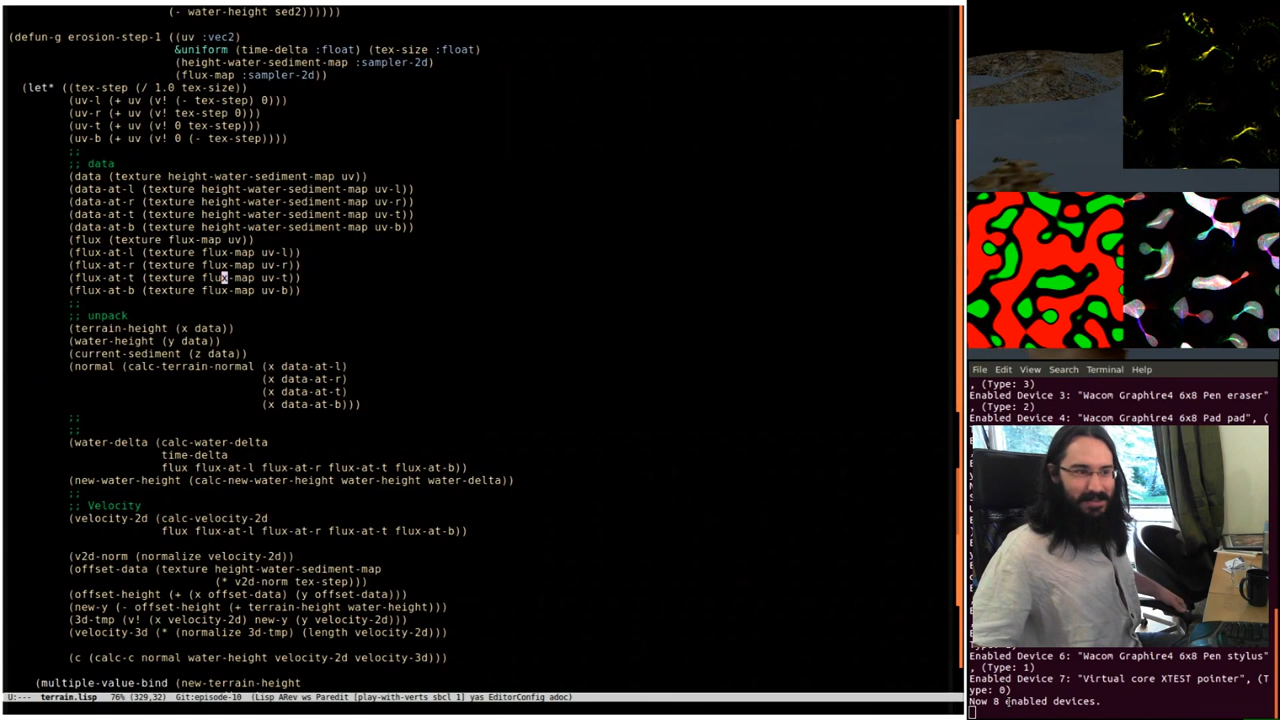 (- water-height sed2))))))
(defun-g erosion-step-1 ((uv :vec2)
&uniform (time-delta :float) (tex-size :float)
(height-water-sediment-map :sampler-2d)
(flux-map :sampler-2d))
(let* ((tex-step (/ 1.0 tex-size))
(uv-l (+ uv (v! (- tex-step) 0)))
(uv-r (+ uv (v! tex-step 0)))
(uv-t (+ uv (v! 0 tex-step)))
(uv-b (+ uv (v! 0 (- tex-step))))
;;
;; data
(data (texture height-water-sediment-map uv))
(data-at-l (texture height-water-sediment-map uv-l))
(data-at-r (texture height-water-sediment-map uv-r))
(data-at-t (texture height-water-sediment-map uv-t))
(data-at-b (texture height-water-sediment-map uv-b))
(flux (texture flux-map uv))
(flux-at-l (texture flux-map uv-l))
(flux-at-r (texture flux-map uv-r))
(flux-at-t (texture flux-map uv-t))
(flux-at-b (texture flux-map uv-b))
;;
;; unpack
(terrain-height (x data))
(water-height (y data))
(current-sediment (z data))
(normal (calc-terrain-normal (x data-at-l)
(x data-at-r)
(x data-at-t)
(x data-at-b)))
;;
;;
(water-delta (calc-water-delta
time-delta
flux flux-at-l flux-at-r flux-at-t flux-at-b))
(new-water-height (calc-new-water-height water-height water-delta))
;;
;; Velocity
(velocity-2d (calc-velocity-2d
flux flux-at-l flux-at-r flux-at-t flux-at-b))
(v2d-norm (normalize velocity-2d))
(offset-data (texture height-water-sediment-map
(* v2d-norm tex-step)))
(offset-height (+ (x offset-data) (y offset-data)))
(new-y (- offset-height (+ terrain-height water-height)))
(3d-tmp (v! (x velocity-2d) new-y (y velocity-2d)))
(velocity-3d (* (normalize 3d-tmp) (length velocity-2d)))
(c (calc-c normal water-height velocity-2d velocity-3d)))
(multiple-value-bind (new-terrain-height
U:--- terrain.lisp 76% (329,32) Git:episode-10 (Lisp ARev ws Paredit [play-with-verts sbcl 1] yas EditorConfig adoc)
File Edit View Search Terminal Help
, (Type: 3)
Enabled Device 3: "Wacom Graphire4 6x8 Pen eraser"
, (Type: 2)
Enabled Device 4: "Wacom Graphire4 6x8 Pad pad", (
Enabled Device 6: "Wacom Graphire4 6x8 Pen stylus"
, (Type: 1)
Enabled Device 7: "Virtual core XTEST pointer", (T
ype: 0)
Now 8 enabled devices.